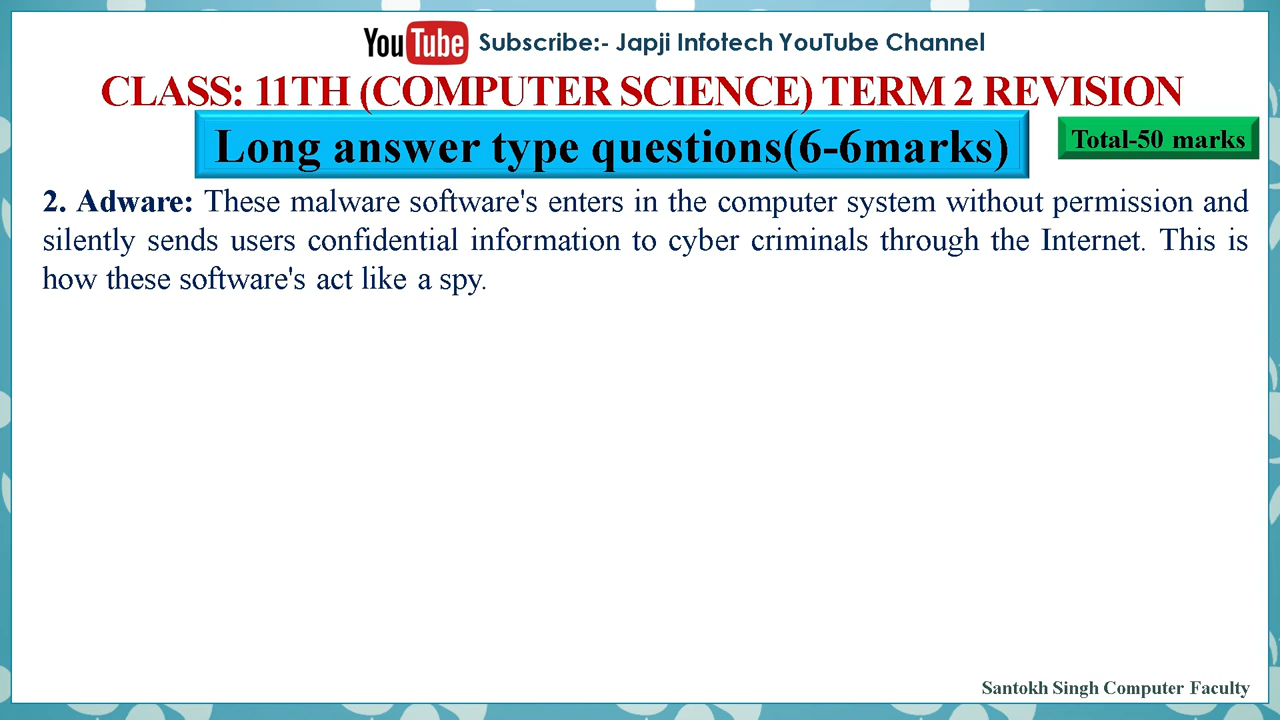 YouTube Subscribe:- Japji Infotech YouTube Channel
CLASS: 11TH (COMPUTER SCIENCE) TERM 2 REVISION
Long answer type questions(6-6marks)
Total-50 marks
2. Adware: These malware software's enters in the computer system without permission and
silently sends users confidential information to cyber criminals through the Internet. This is
how these software's act like a spy.
Santokh Singh Computer Faculty